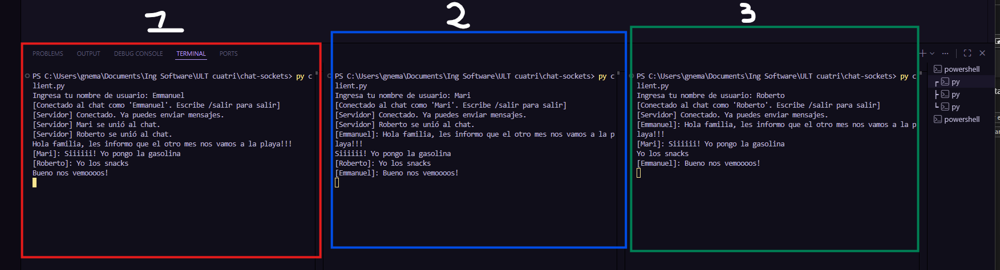 1
2
3
PROBLEMS OUTPUT DEBUG CONSOLE TERMINAL PORTS
PS C:\Users\gnema\Documents\Ing Software\ULT cuatri\chat-sockets> py c
lient.py
Ingresa tu nombre de usuario: Emmanuel
[Conectado al chat como 'Emmanuel'. Escribe /salir para salir]
[Servidor] Conectado. Ya puedes enviar mensajes.
[Servidor] Mari se unió al chat.
[Servidor] Roberto se unió al chat.
Hola familia, les informo que el otro mes nos vamos a la playa!!!
[Mari]: Siiiiii! Yo pongo la gasolina
[Roberto]: Yo los snacks
Bueno nos vemoooos!
PS C:\Users\gnema\Documents\Ing Software\ULT cuatri\chat-sockets> py c
lient.py
Ingresa tu nombre de usuario: Mari
[Conectado al chat como 'Mari'. Escribe /salir para salir]
[Servidor] Conectado. Ya puedes enviar mensajes.
[Servidor] Roberto se unió al chat.
[Emmanuel]: Hola familia, les informo que el otro mes nos vamos a la p
laya!!!
Siiiiii! Yo pongo la gasolina
[Roberto]: Yo los snacks
[Emmanuel]: Bueno nos vemoooos!
PS C:\Users\gnema\Documents\Ing Software\ULT cuatri\chat-sockets> py c
lient.py
Ingresa tu nombre de usuario: Roberto
[Conectado al chat como 'Roberto'. Escribe /salir para salir]
[Servidor] Conectado. Ya puedes enviar mensajes.
[Emmanuel]: Hola familia, les informo que el otro mes nos vamos a la p
laya!!!
[Mari]: Siiiiii! Yo pongo la gasolina
Yo los snacks
[Emmanuel]: Bueno nos vemoooos!
powershell
py
py
py
powershell